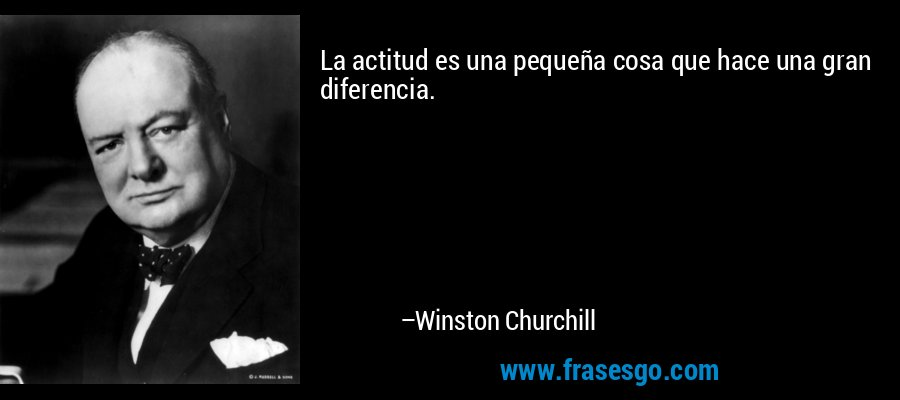 La actitud es una pequeña cosa que hace una gran
diferencia.
–Winston Churchill
www.frasesgo.com